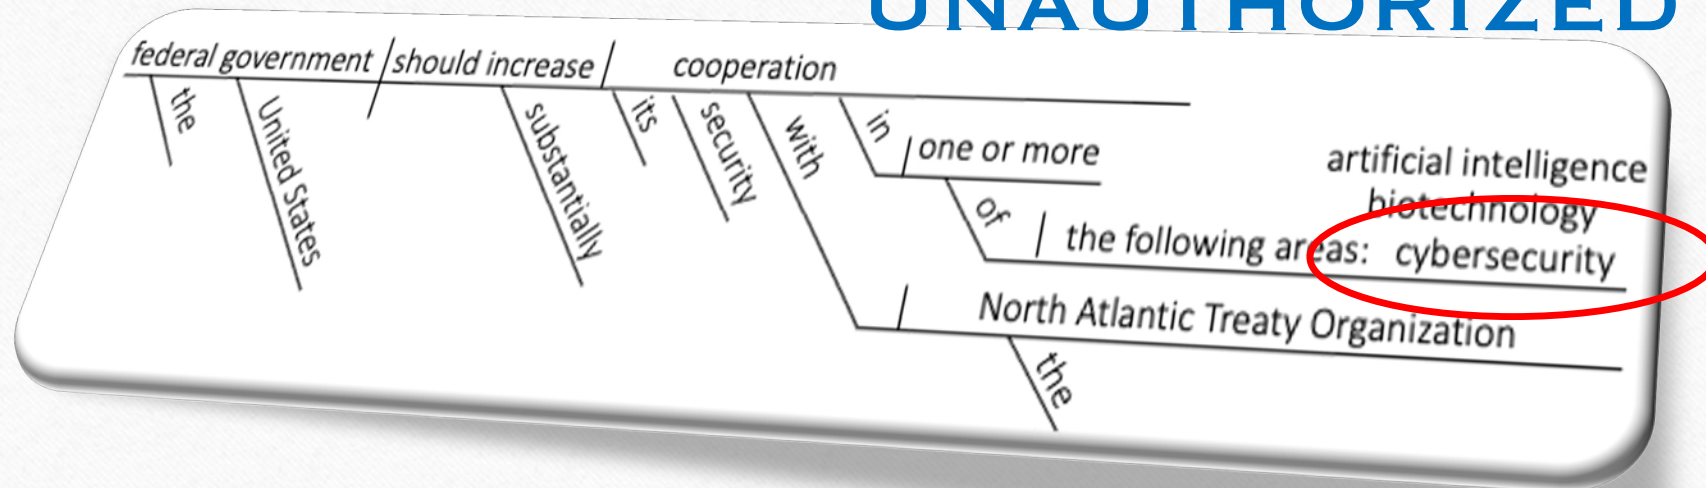 UNAUTHORIZED
federal government should increase cooperation
the
United States
substantially
its
security
with
in
one or more
of
the following areas:
artificial intelligence
biotechnology
cybersecurity
North Atlantic Treaty Organization
the